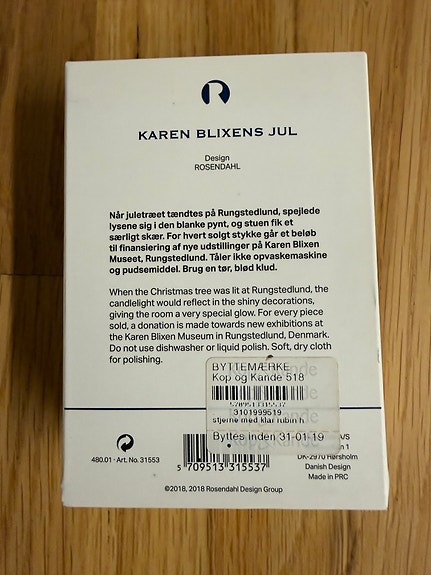 KAREN BLIXENS JUL
Design
ROSENDAHL
Når juletræet tændtes på Rungstedlund, spejlede
lysene sig i den blanke pynt, og stuen fik et
særligt skær. For hvert solgt stykke går et beløb
til finansiering af nye udstillinger på Karen Blixen
Museet, Rungstedlund. Tåler ikke opvaskemaskine
og pudsemiddel. Brug en tør, blød klud.
When the Christmas tree was lit at Rungstedlund, the
candlelight would reflect in the shiny decorations,
giving the room a very special glow. For every piece
sold, a donation is made towards new exhibitions at
the Karen Blixen Museum in Rungstedlund, Denmark.
Do not use dishwasher or liquid polish. Soft, dry cloth
for polishing.
BYTTEMÆRKE
Kop og Kande 518
5709513315537
3101999519
stjerne med klar rubin h
Byttes inden 31-01-19
480.01 · Art. No. 31553
5 709513 315537
DK-2970 Hørsholm
Danish Design
Made in PRC
©2018, 2018 Rosendahl Design Group